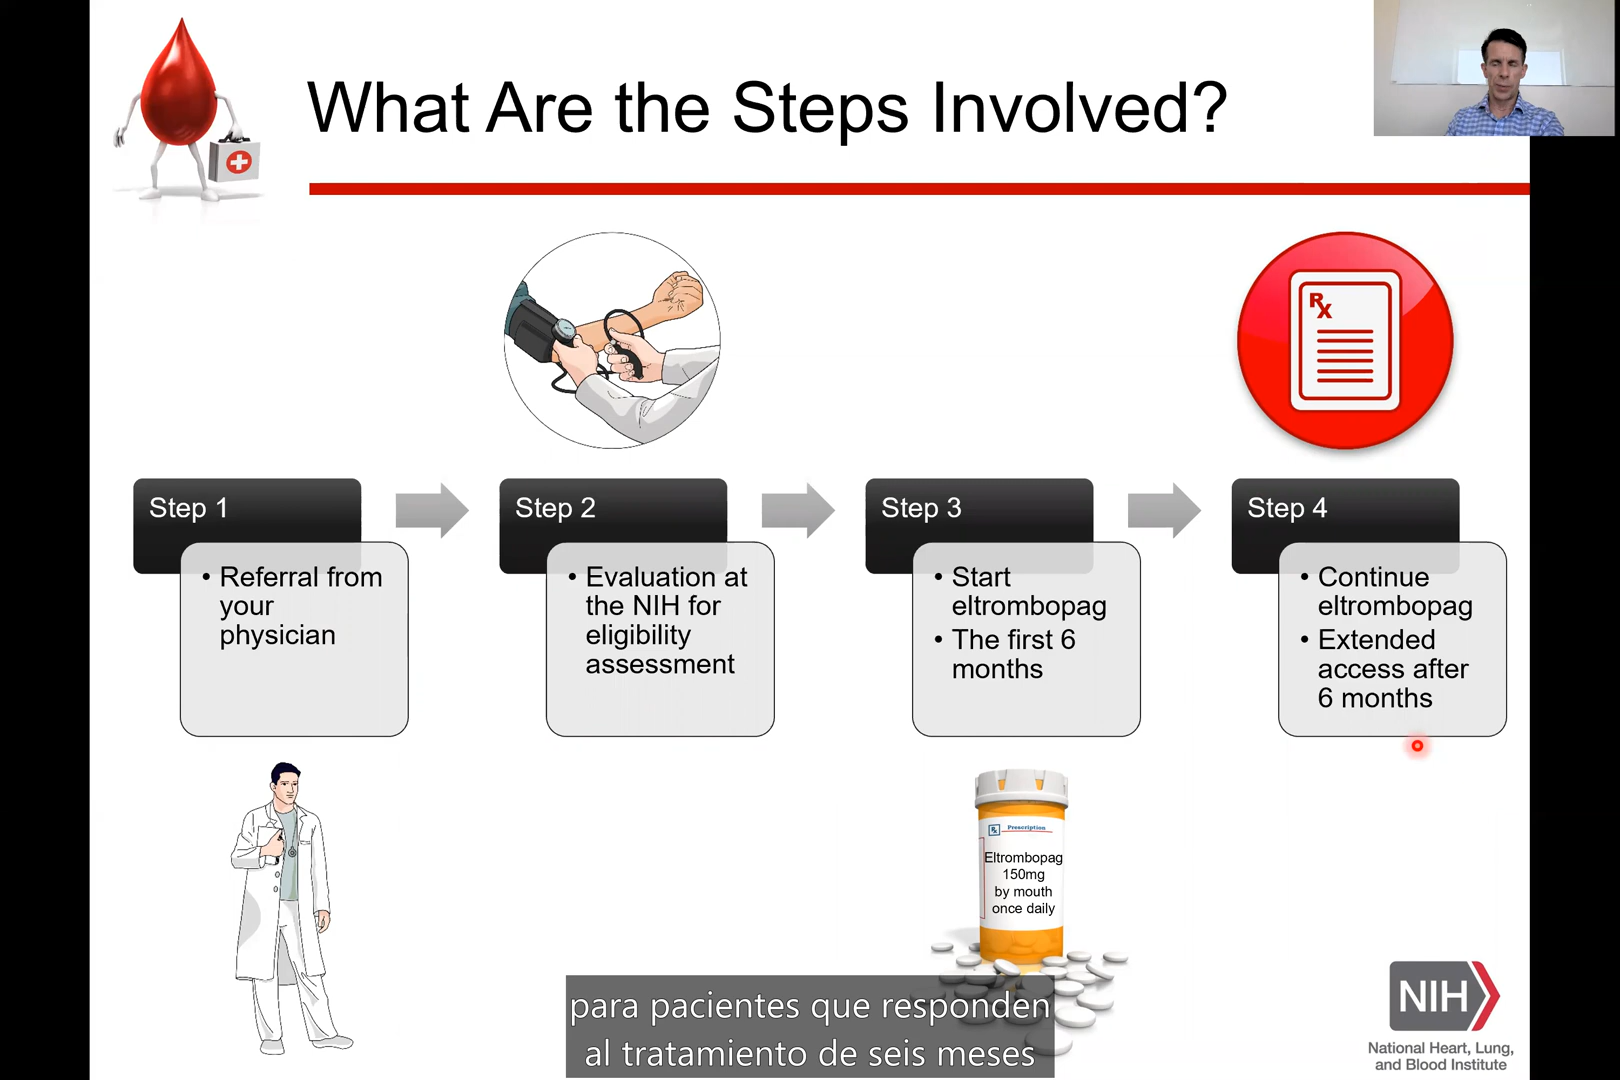 What Are the Steps Involved?
Rx
Step 1
• Referral from
your
physician
Step 2
• Evaluation at
the NIH for
eligibility
assessment
Step 3
• Start
eltrombopag
• The first 6
months
Step 4
• Continue
eltrombopag
• Extended
access after
6 months
Rx Prescription
Eltrombopag
150mg
by mouth
once daily
para pacientes que responden
al tratamiento de seis meses
NIH
National Heart, Lung,
and Blood Institute